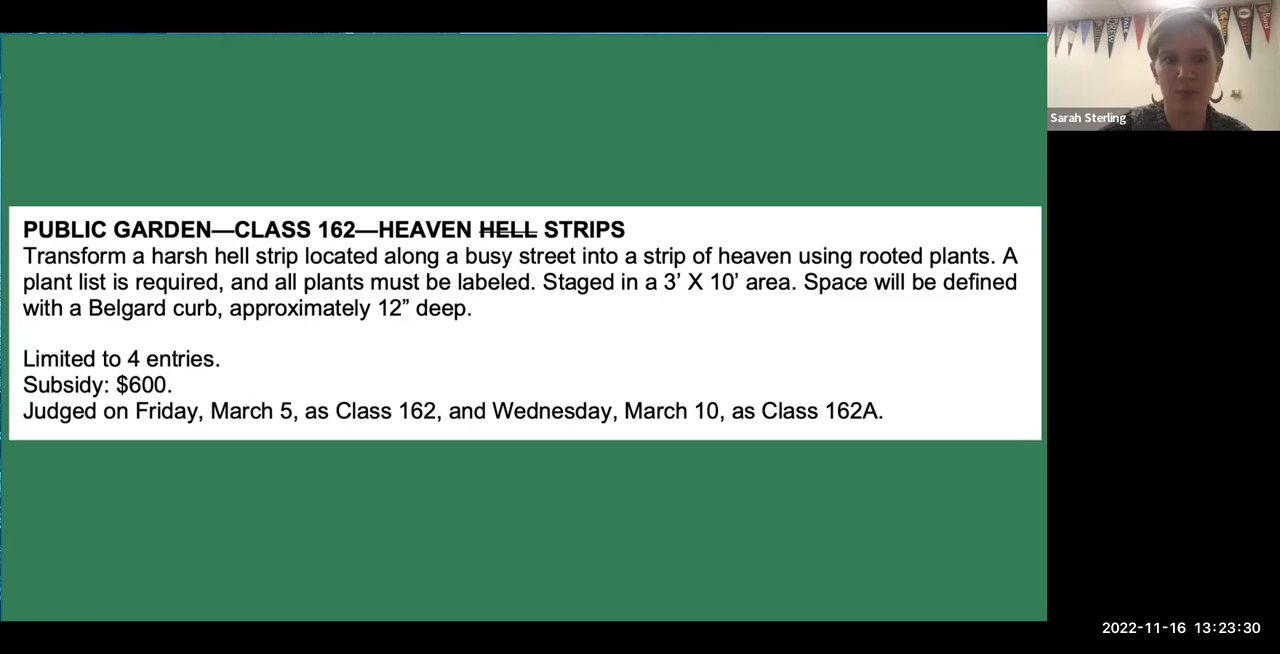 PUBLIC GARDEN—CLASS 162—HEAVEN HELL STRIPS
Transform a harsh hell strip located along a busy street into a strip of heaven using rooted plants. A
plant list is required, and all plants must be labeled. Staged in a 3’ X 10’ area. Space will be defined
with a Belgard curb, approximately 12” deep.
Limited to 4 entries.
Subsidy: $600.
Judged on Friday, March 5, as Class 162, and Wednesday, March 10, as Class 162A.
Sarah Sterling
2022-11-16 13:23:30